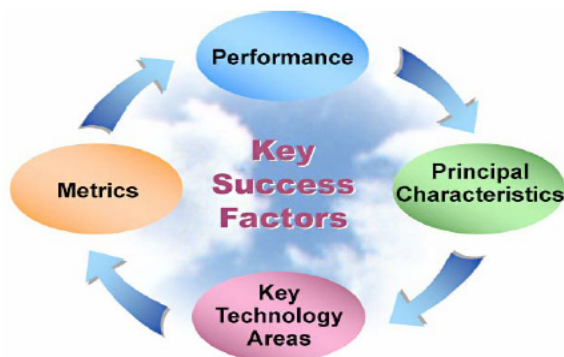 Performance
Key
Success
Factors
Principal
Characteristics
Metrics
Key
Technology
Areas